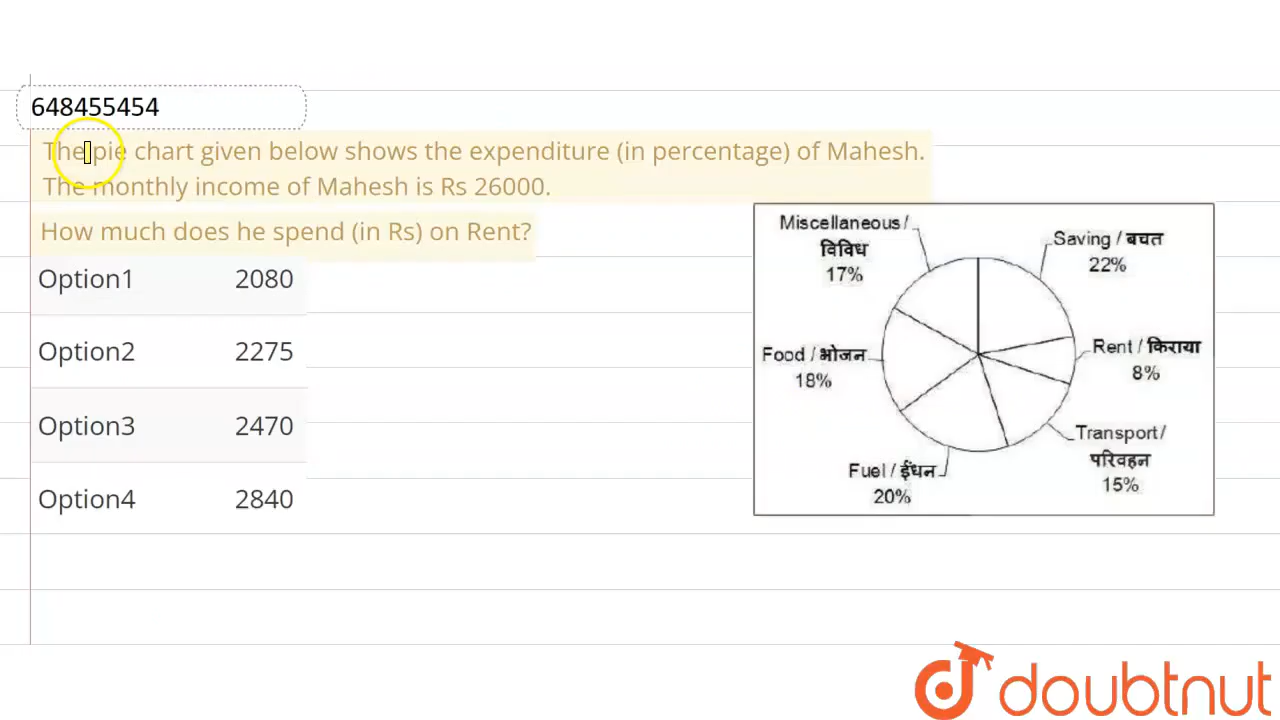 648455454
The pie chart given below shows the expenditure (in percentage) of Mahesh.
The monthly income of Mahesh is Rs 26000.
How much does he spend (in Rs) on Rent?
Option1 2080
Option2 2275
Option3 2470
Option4 2840
Miscellaneous /
विविध
17%
Saving / बचत
22%
Rent / किराया
8%
Food / भोजन
18%
Transport /
परिवहन
15%
Fuel / ईंधन
20%
doubtnut